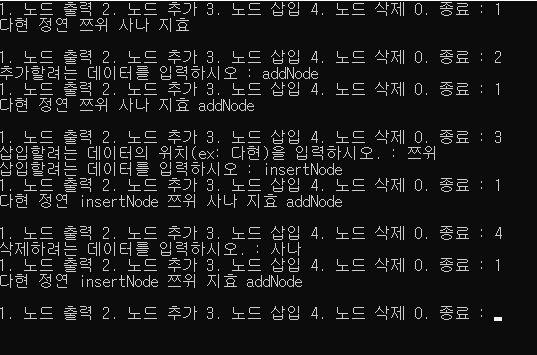 1. 노드 출력 2. 노드 추가 3. 노드 삽입 4. 노드 삭제 0. 종료 : 1
다현 정연 쯔위 사나 지효
1. 노드 출력 2. 노드 추가 3. 노드 삽입 4. 노드 삭제 0. 종료 : 2
추가할려는 데이터를 입력하시오 : addNode
1. 노드 출력 2. 노드 추가 3. 노드 삽입 4. 노드 삭제 0. 종료 : 1
다현 정연 쯔위 사나 지효 addNode
1. 노드 출력 2. 노드 추가 3. 노드 삽입 4. 노드 삭제 0. 종료 : 3
삽입할려는 데이터의 위치(ex: 다현)을 입력하시오. : 쯔위
삽입할려는 데이터를 입력하시오 : insertNode
1. 노드 출력 2. 노드 추가 3. 노드 삽입 4. 노드 삭제 0. 종료 : 1
다현 정연 insertNode 쯔위 사나 지효 addNode
1. 노드 출력 2. 노드 추가 3. 노드 삽입 4. 노드 삭제 0. 종료 : 4
삭제하려는 데이터를 입력하시오. : 사나
1. 노드 출력 2. 노드 추가 3. 노드 삽입 4. 노드 삭제 0. 종료 : 1
다현 정연 insertNode 쯔위 지효 addNode
1. 노드 출력 2. 노드 추가 3. 노드 삽입 4. 노드 삭제 0. 종료 :